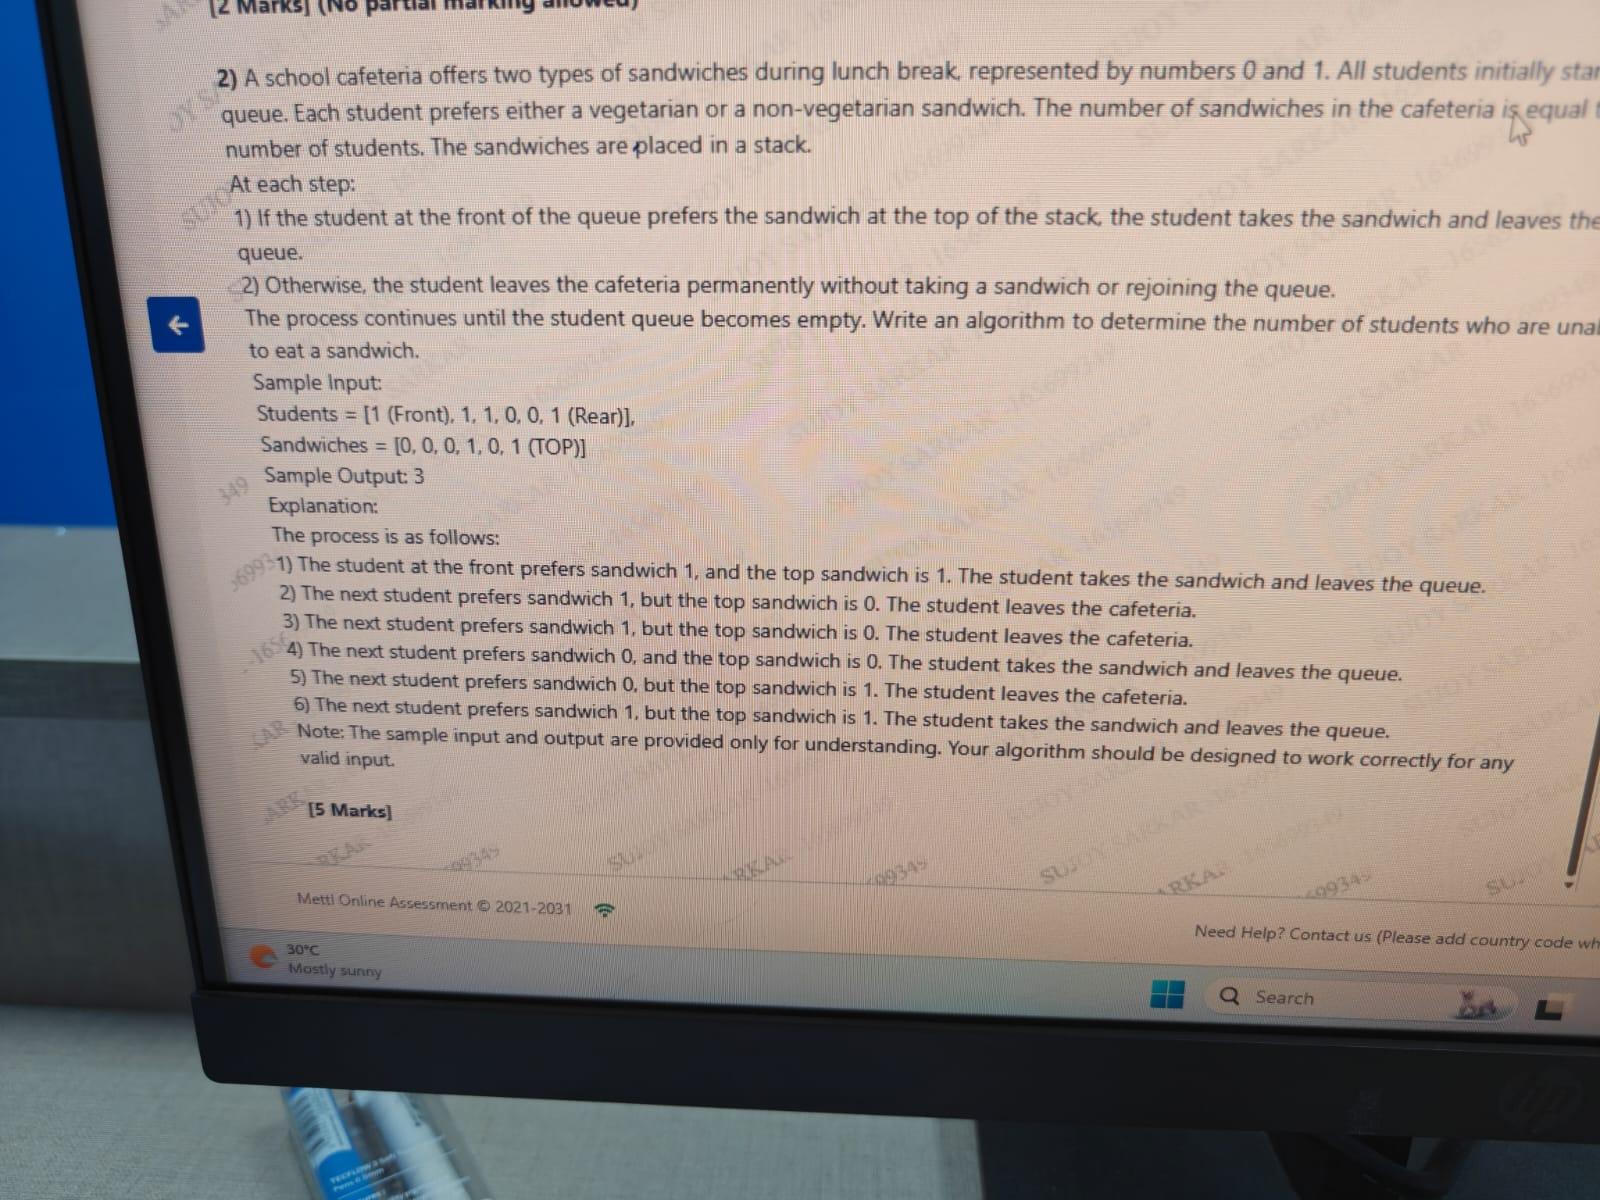 [2 Marks] (No partial marking allowed)
2) A school cafeteria offers two types of sandwiches during lunch break, represented by numbers 0 and 1. All students initially
queue. Each student prefers either a vegetarian or a non-vegetarian sandwich. The number of sandwiches in the cafeteria is equal
number of students. The sandwiches are placed in a stack.
At each step:
1) If the student at the front of the queue prefers the sandwich at the top of the stack, the student takes the sandwich and leaves the
queue.
2) Otherwise, the student leaves the cafeteria permanently without taking a sandwich or rejoining the queue.
The process continues until the student queue becomes empty. Write an algorithm to determine the number of students who are
to eat a sandwich.
Sample Input:
Students = [1 (Front), 1, 1, 0, 0, 1 (Rear)],
Sandwiches = [0, 0, 0, 1, 0, 1 (TOP)]
Sample Output: 3
Explanation:
The process is as follows:
1) The student at the front prefers sandwich 1, and the top sandwich is 1. The student takes the sandwich and leaves the queue.
2) The next student prefers sandwich 1, but the top sandwich is 0. The student leaves the cafeteria.
3) The next student prefers sandwich 1, but the top sandwich is 0. The student leaves the cafeteria.
4) The next student prefers sandwich 0, and the top sandwich is 0. The student takes the sandwich and leaves the queue.
5) The next student prefers sandwich 0, but the top sandwich is 1. The student leaves the cafeteria.
6) The next student prefers sandwich 1, but the top sandwich is 1. The student takes the sandwich and leaves the queue.
Note: The sample input and output are provided only for understanding. Your algorithm should be designed to work correctly for any
valid input.
[5 Marks]
Mettl Online Assessment © 2021-2031
Need Help? Contact us (Please add country code
30°C
Mostly sunny
Search
hp